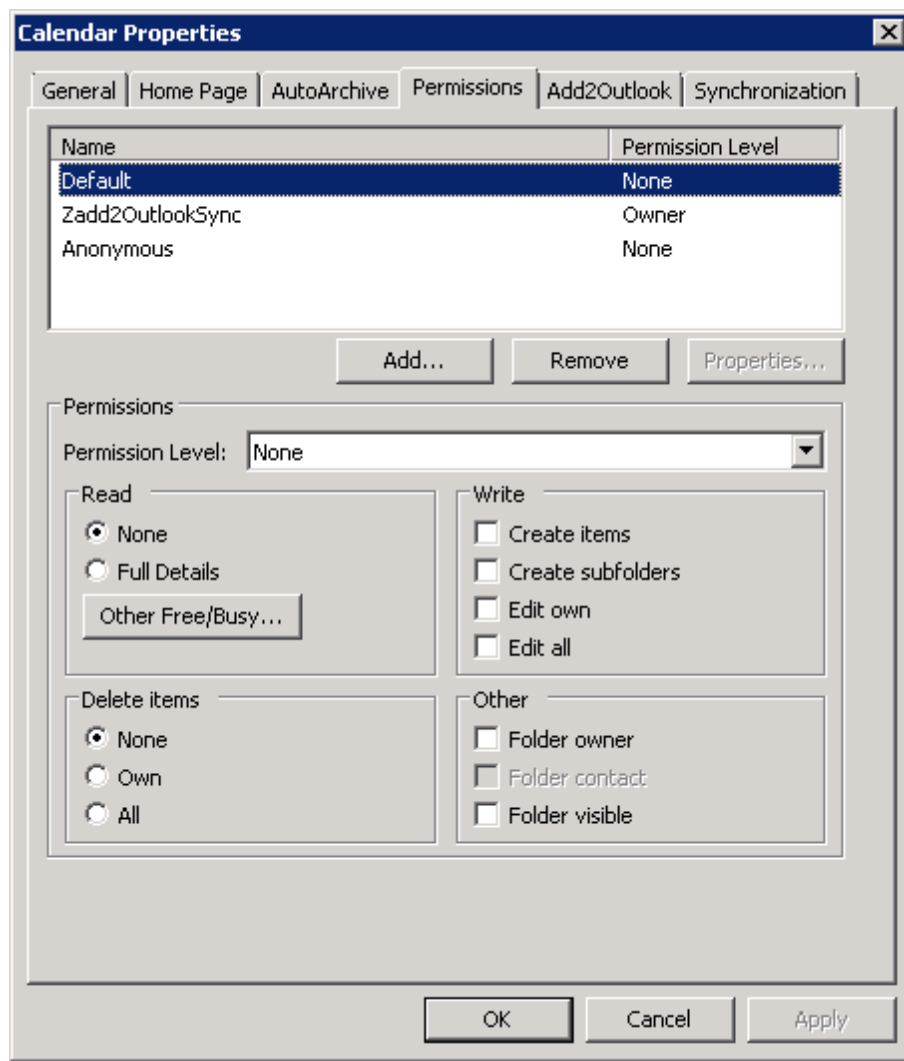 Calendar Properties
General Home Page AutoArchive Permissions Add2Outlook Synchronization
Name Permission Level
Default None
Zadd2OutlookSync Owner
Anonymous None
Add... Remove Properties...
Permissions
Permission Level: None
Read
None
Full Details
Other Free/Busy...
Write
Create items
Create subfolders
Edit own
Edit all
Delete items
None
Own
All
Other
Folder owner
Folder contact
Folder visible
OK Cancel Apply